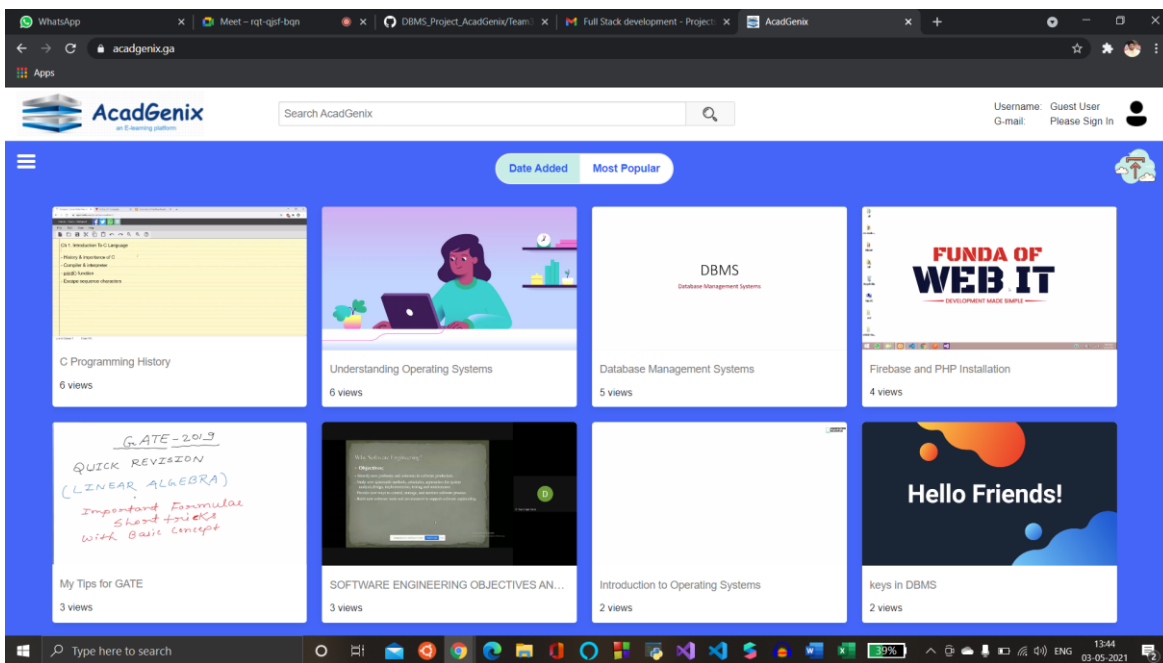 WhatsApp
Meet – rqt-qjsf-bqn
DBMS_Project_AcadGenix/Team
Full Stack development - Project
AcadGenix
acadgenix.ga
Apps
AcadGenix
an E-learning platform
Search AcadGenix
Username: Guest User
G-mail: Please Sign In
Date Added
Most Popular
Ch 1. Introduction To C Language
- History & importance of C
- Compiler & interpreter
- printf() function
- Escape sequence characters
C Programming History
6 views
Understanding Operating Systems
6 views
DBMS
Database Management Systems
Database Management Systems
5 views
FUNDA OF
WEB IT
DEVELOPMENT MADE SIMPLE
Firebase and PHP Installation
4 views
GATE-2019
QUICK REVISION
(LINEAR ALGEBRA)
Important Formulae
Short tricks
with Basic Concept
My Tips for GATE
3 views
Why Software Engineering?
Objectives:
D
SOFTWARE ENGINEERING OBJECTIVES AN...
3 views
Introduction to Operating Systems
2 views
Hello Friends!
keys in DBMS
2 views
Type here to search
39%
ENG
13:44
03-05-2021
2